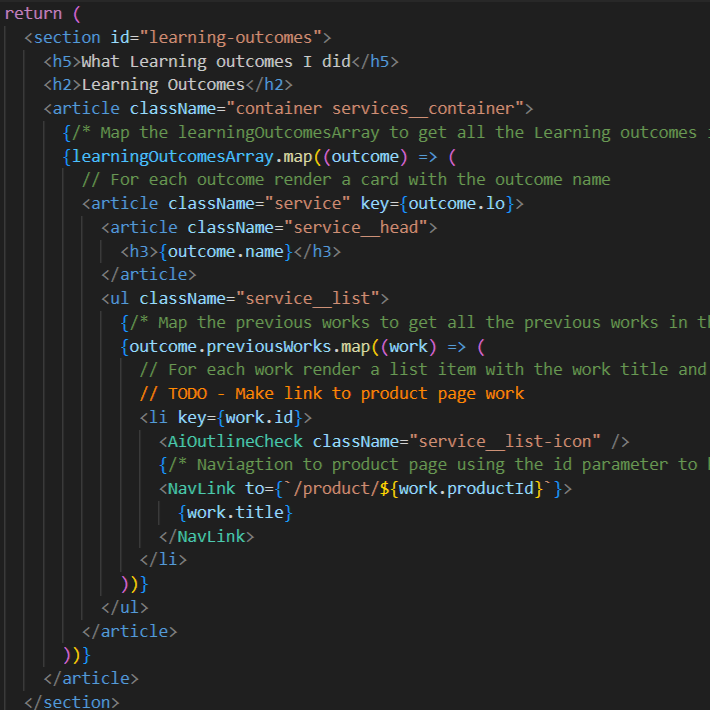 return (
<section id="learning-outcomes">
<h5>What Learning outcomes I did</h5>
<h2>Learning Outcomes</h2>
<article className="container services__container">
{/* Map the learningOutcomesArray to get all the Learning outcomes
{learningOutcomesArray.map((outcome) => (
// For each outcome render a card with the outcome name
<article className="service" key={outcome.lo}>
<article className="service__head">
<h3>{outcome.name}</h3>
</article>
<ul className="service__list">
{/* Map the previous works to get all the previous works in
{outcome.previousWorks.map((work) => (
// For each work render a list item with the work title and
// TODO - Make link to product page work
<li key={work.id}>
<AiOutlineCheck className="service__list-icon" />
{/* Naviagtion to product page using the id parameter to
<NavLink to={`/product/${work.productId}`}>
{work.title}
</NavLink>
</li>
))}
</ul>
</article>
))}
</article>
</section>